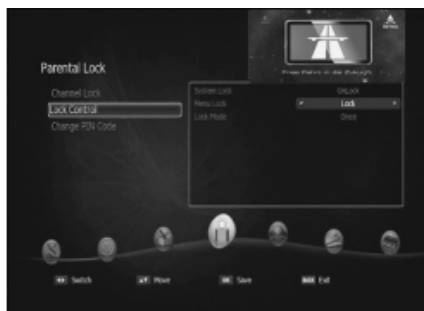 Parental Lock
Channel Lock
Lock Control
Change PIN Code
System Lock UnLock
Menu Lock Lock
Lock Mode Once
Switch Move OK Save Exit